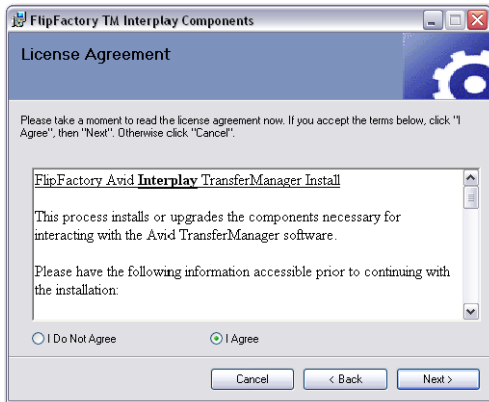 FlipFactory TM Interplay Components
License Agreement
Please take a moment to read the license agreement now. If you accept the terms below, click "I
Agree", then "Next". Otherwise click "Cancel".
FlipFactory Avid Interplay TransferManager Install
This process installs or upgrades the components necessary for
interacting with the Avid TransferManager software.
Please have the following information accessible prior to continuing with
the installation:
I Do Not Agree
I Agree
Cancel
< Back
Next >